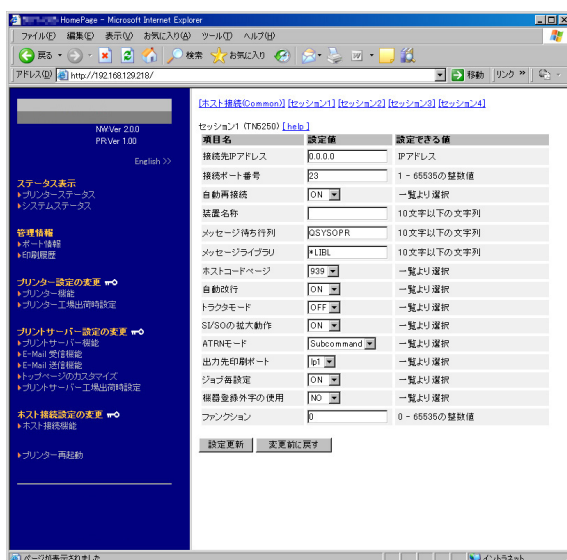 HomePage - Microsoft Internet Explorer
ファイル(F) 編集(E) 表示(V) お気に入り(A) ツール(T) ヘルプ(H)
戻る 検索 お気に入り
アドレス(D) http://192.168.129.218/ 移動 リンク »
NW.Ver 2.0.0
PR.Ver 1.00
English >>
ステータス表示
プリンターステータス
システムステータス
管理情報
ポート情報
印刷履歴
プリンター設定の変更
プリンター機能
プリンター工場出荷時設定
プリントサーバー設定の変更
プリントサーバー機能
E-Mail 受信機能
E-Mail 送信機能
トップページのカスタマイズ
プリントサーバー工場出荷時設定
ホスト接続設定の変更
ホスト接続機能
プリンター再起動
[ホスト接続(Common)] [セッション1] [セッション2] [セッション3] [セッション4]
セッション1 (TN5250) [help]
項目名 設定値 設定できる値
接続先IPアドレス 0.0.0.0 IPアドレス
接続ポート番号 23 1 - 65535の整数値
自動再接続 ON 一覧より選択
装置名称 10文字以下の文字列
メッセージ待ち行列 QSYSOPR 10文字以下の文字列
メッセージライブラリ *LIBL 10文字以下の文字列
ホストコードページ 939 一覧より選択
自動改行 ON 一覧より選択
トラクタモード OFF 一覧より選択
SI/SOの拡大動作 ON 一覧より選択
ATRNモード Subcommand 一覧より選択
出力先印刷ポート lp1 一覧より選択
ジョブ毎設定 ON 一覧より選択
機器登録外字の使用 NO 一覧より選択
ファンクション 0 0 - 65535の整数値
設定更新 変更前に戻す
ページが表示されました イントラネット